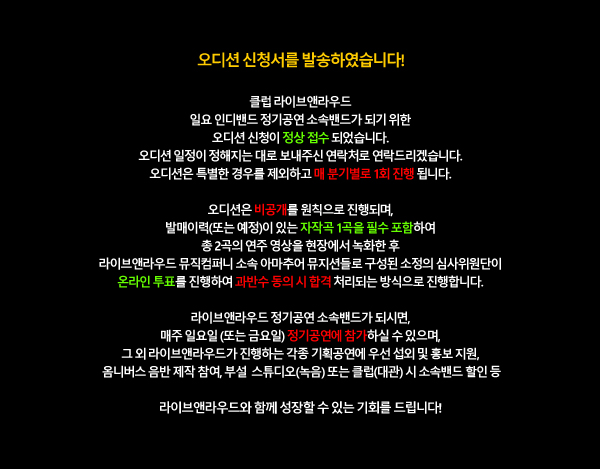 오디션 신청서를 발송하였습니다!
클럽 라이브앤라우드
일요 인디밴드 정기공연 소속밴드가 되기 위한
오디션 신청이 정상 접수 되었습니다.
오디션 일정이 정해지는 대로 보내주신 연락처로 연락드리겠습니다.
오디션은 특별한 경우를 제외하고 매 분기별로 1회 진행 됩니다.
오디션은 비공개를 원칙으로 진행되며,
발매이력(또는 예정)이 있는 자작곡 1곡을 필수 포함하여
총 2곡의 연주 영상을 현장에서 녹화한 후
라이브앤라우드 뮤직컴퍼니 소속 아마추어 뮤지션들로 구성된 소정의 심사위원단이
온라인 투표를 진행하여 과반수 동의 시 합격 처리되는 방식으로 진행합니다.
라이브앤라우드 정기공연 소속밴드가 되시면,
매주 일요일 (또는 금요일) 정기공연에 참기하실 수 있으며,
그 외 라이브앤라우드가 진행하는 각종 기획공연에 우선 섭외 및 홍보 지원,
옴니버스 음반 제작 참여, 부설 스튜디오(녹음) 또는 클럽(대관) 시 소속밴드 할인 등
라이브앤라우드와 함께 성장할 수 있는 기회를 드립니다!